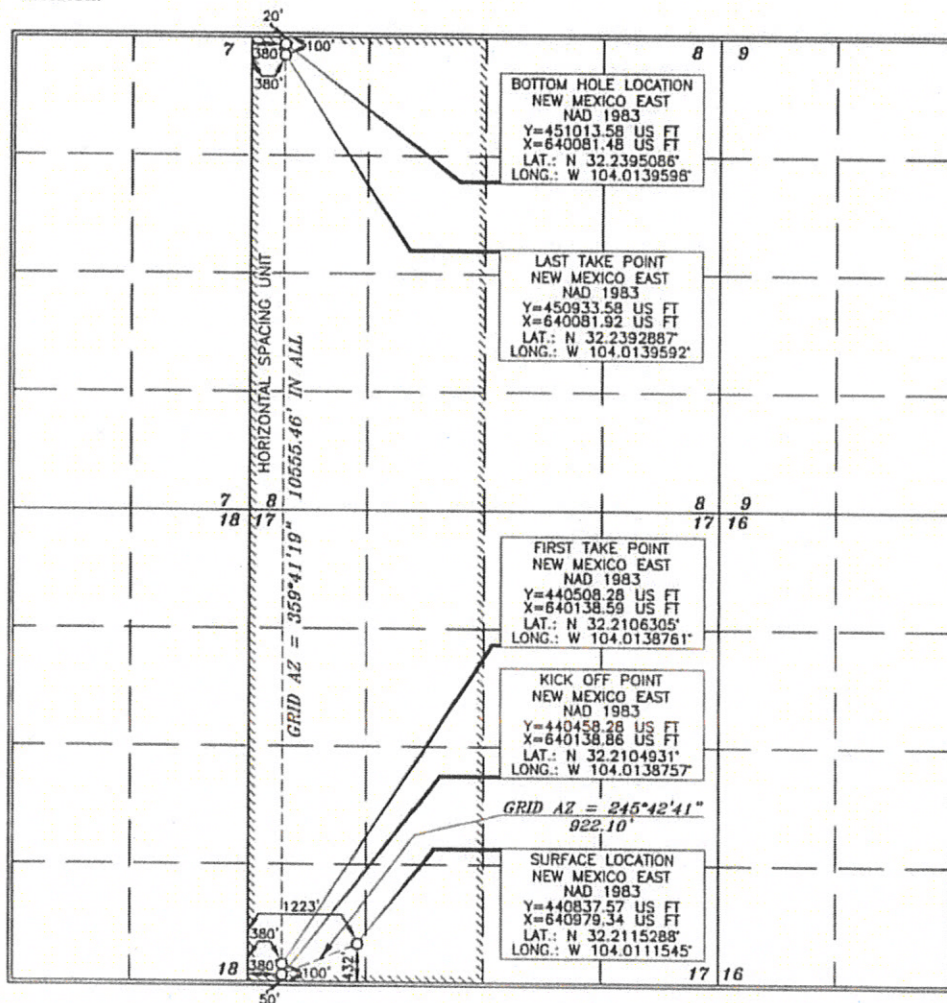 20'
7
380'
100'
8
9
380'
BOTTOM HOLE LOCATION
NEW MEXICO EAST
NAD 1983
Y=451013.58 US FT
X=640081.48 US FT
LAT.: N 32.2395086°
LONG.: W 104.0139598°
LAST TAKE POINT
NEW MEXICO EAST
NAD 1983
Y=450933.58 US FT
X=640081.92 US FT
LAT.: N 32.2392887°
LONG.: W 104.0139592°
HORIZONTAL SPACING UNIT
GRID AZ = 359°41'19" 10555.46' IN ALL
7
8
8
9
18
17
17
16
FIRST TAKE POINT
NEW MEXICO EAST
NAD 1983
Y=440508.28 US FT
X=640138.59 US FT
LAT.: N 32.2106305°
LONG.: W 104.0138761°
KICK OFF POINT
NEW MEXICO EAST
NAD 1983
Y=440458.28 US FT
X=640138.86 US FT
LAT.: N 32.2104931°
LONG.: W 104.0138757°
GRID AZ = 245°42'41"
922.10'
SURFACE LOCATION
NEW MEXICO EAST
NAD 1983
Y=440837.57 US FT
X=640979.34 US FT
LAT.: N 32.2115288°
LONG.: W 104.0111545°
1223'
380'
432'
18
380'
100'
17
16
50'